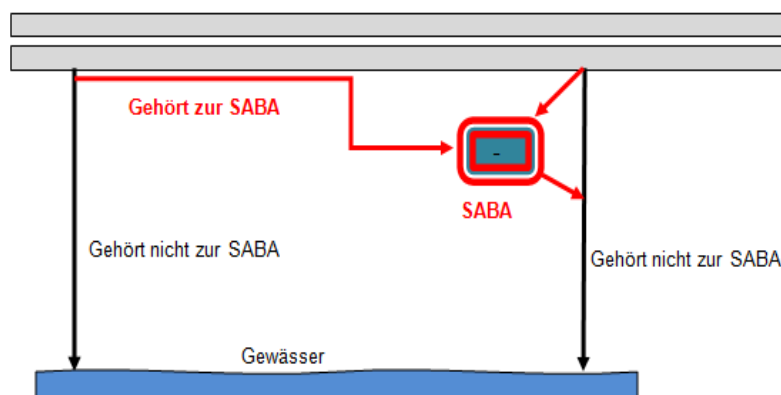 Gehört zur SABA
-
SABA
Gehört nicht zur SABA
Gehört nicht zur SABA
Gewässer